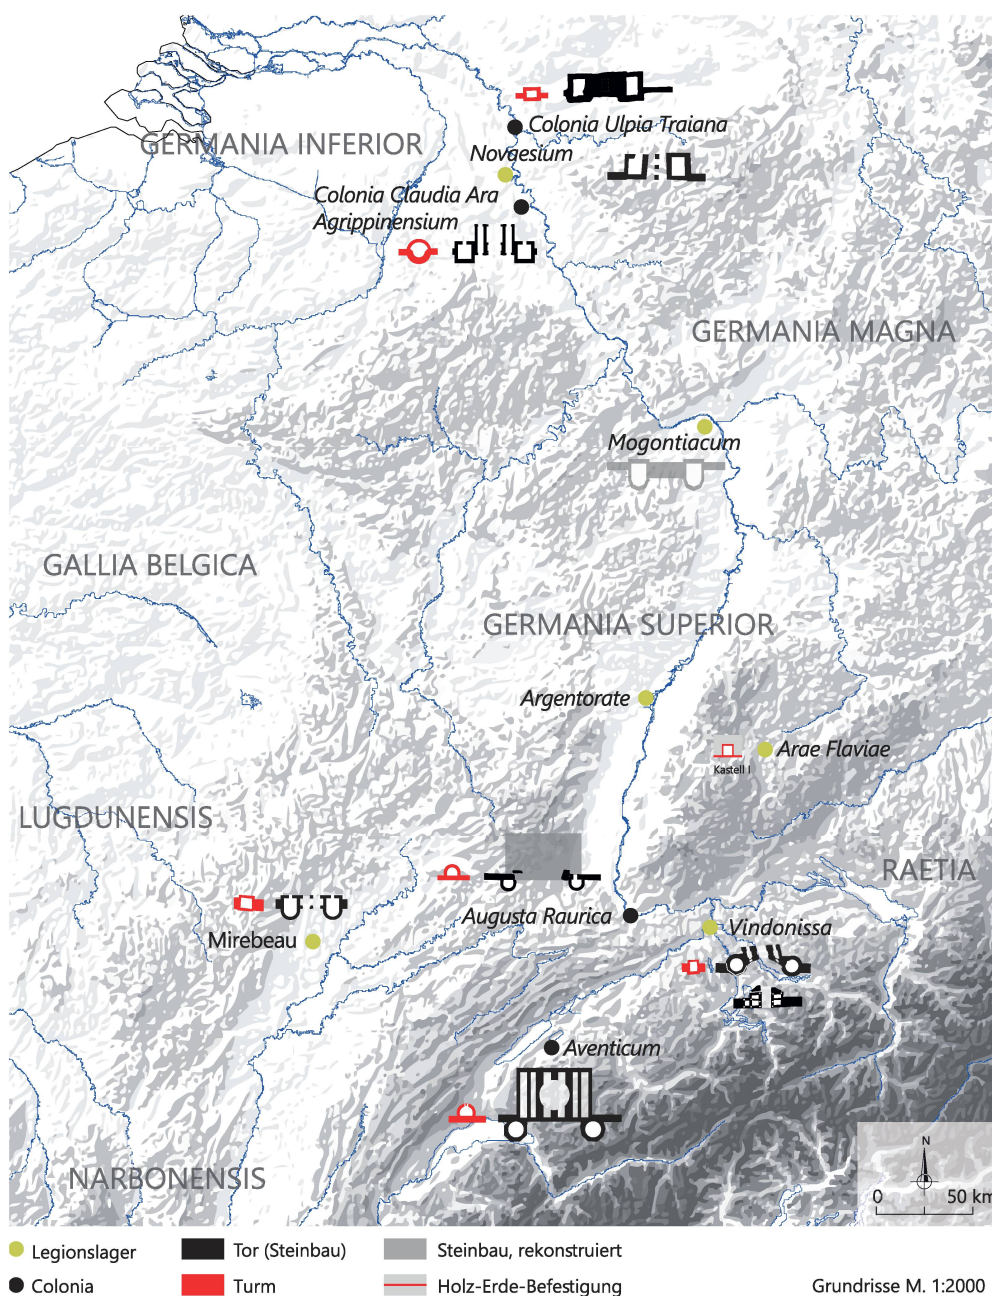 Colonia Ulpia Traiana
GERMANIA INFERIOR
Novaesium
Colonia Claudia Ara
Agrippinensium
GERMANIA MAGNA
Mogontiacum
GALLIA BELGICA
GERMANIA SUPERIOR
Argentorate
Arae Flaviae
Kastell I
LUGDUNENSIS
RAETIA
Augusta Raurica
Vindonissa
Mirebeau
Aventicum
NARBONENSIS
N
0 50 km
Legionslager
Tor (Steinbau)
Steinbau, rekonstruiert
Colonia
Turm
Holz-Erde-Befestigung
Grundrisse M. 1:2000